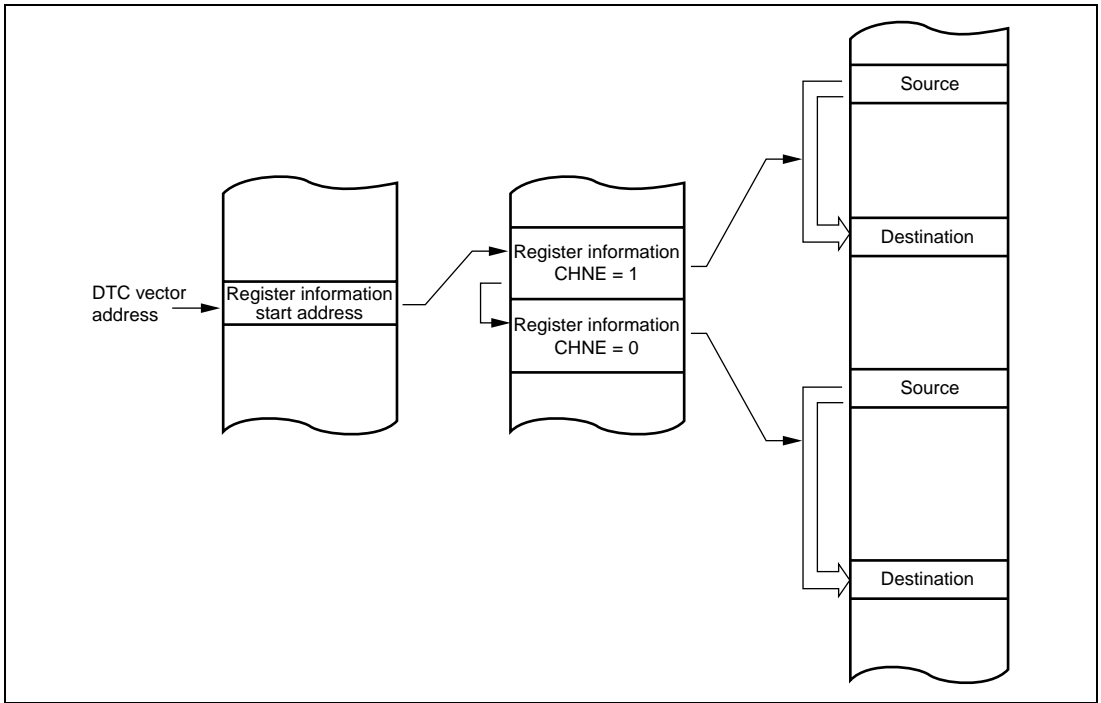 DTC vector
address
Register information
start address
Register information
CHNE = 1
Register information
CHNE = 0
Source
Destination
Source
Destination